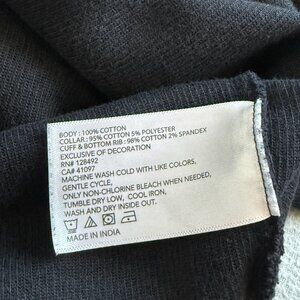 BODY : 100% COTTON
COLLAR : 95% COTTON 5% POLYESTER
CUFF & BOTTOM RIB : 98% COTTON 2% SPANDEX
EXCLUSIVE OF DECORATION
RN# 128492
CA# 41097
MACHINE WASH COLD WITH LIKE COLORS,
GENTLE CYCLE,
ONLY NON-CHLORINE BLEACH WHEN NEEDED,
TUMBLE DRY LOW, COOL IRON,
WASH AND DRY INSIDE OUT.
MADE IN INDIA